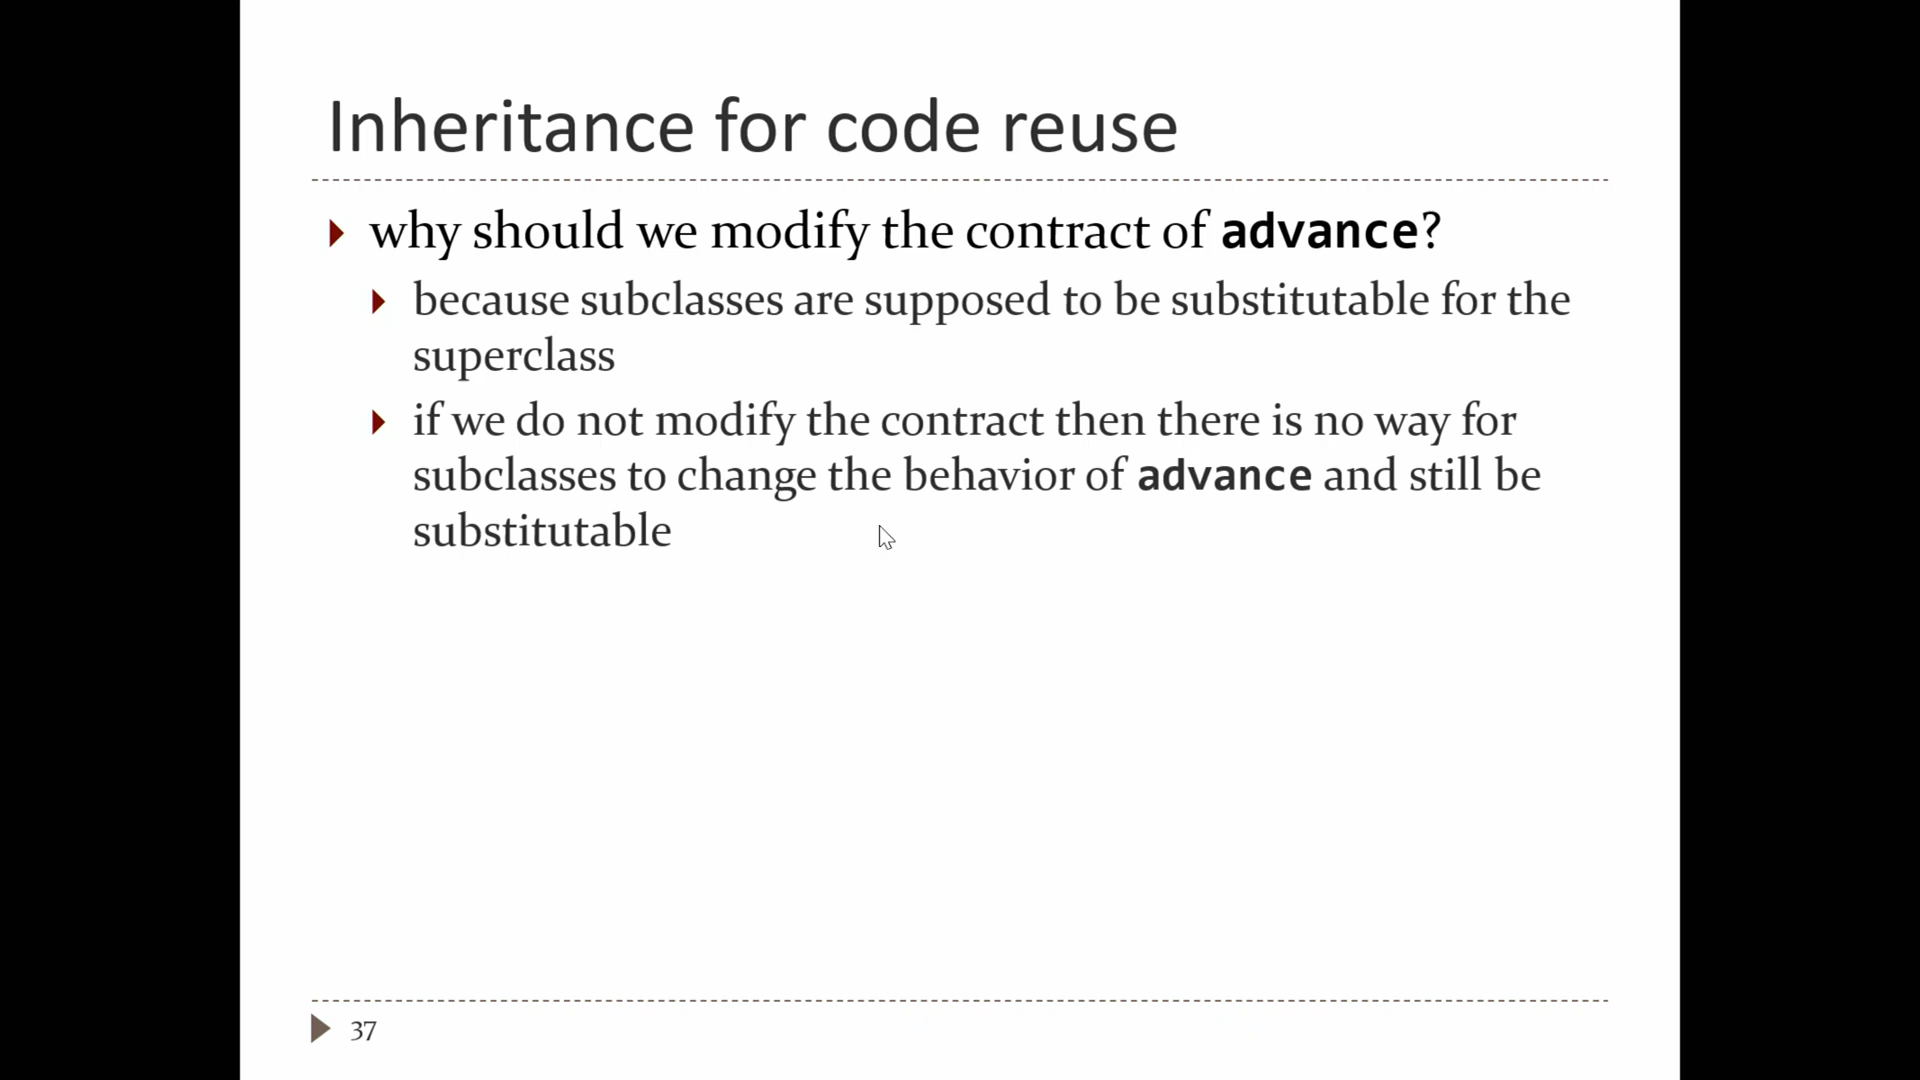 Inheritance for code reuse
why should we modify the contract of advance?
because subclasses are supposed to be substitutable for the
superclass
if we do not modify the contract then there is no way for
subclasses to change the behavior of advance and still be
substitutable
37